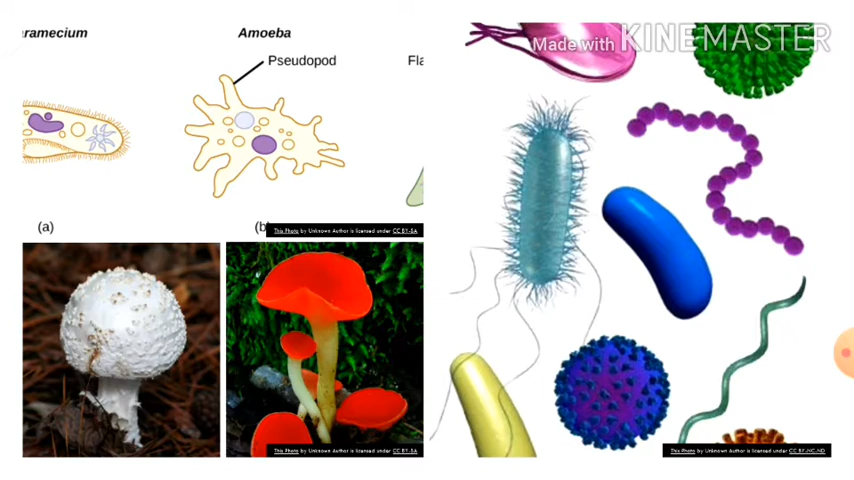 ramecium
Amoeba
Pseudopod
Fla
(a)
(b)
This Photo by Unknown Author is licensed under CC BY-SA
Made with KINEMASTER
This Photo by Unknown Author is licensed under CC BY-SA
This Photo by Unknown Author is licensed under CC BY-NC-ND